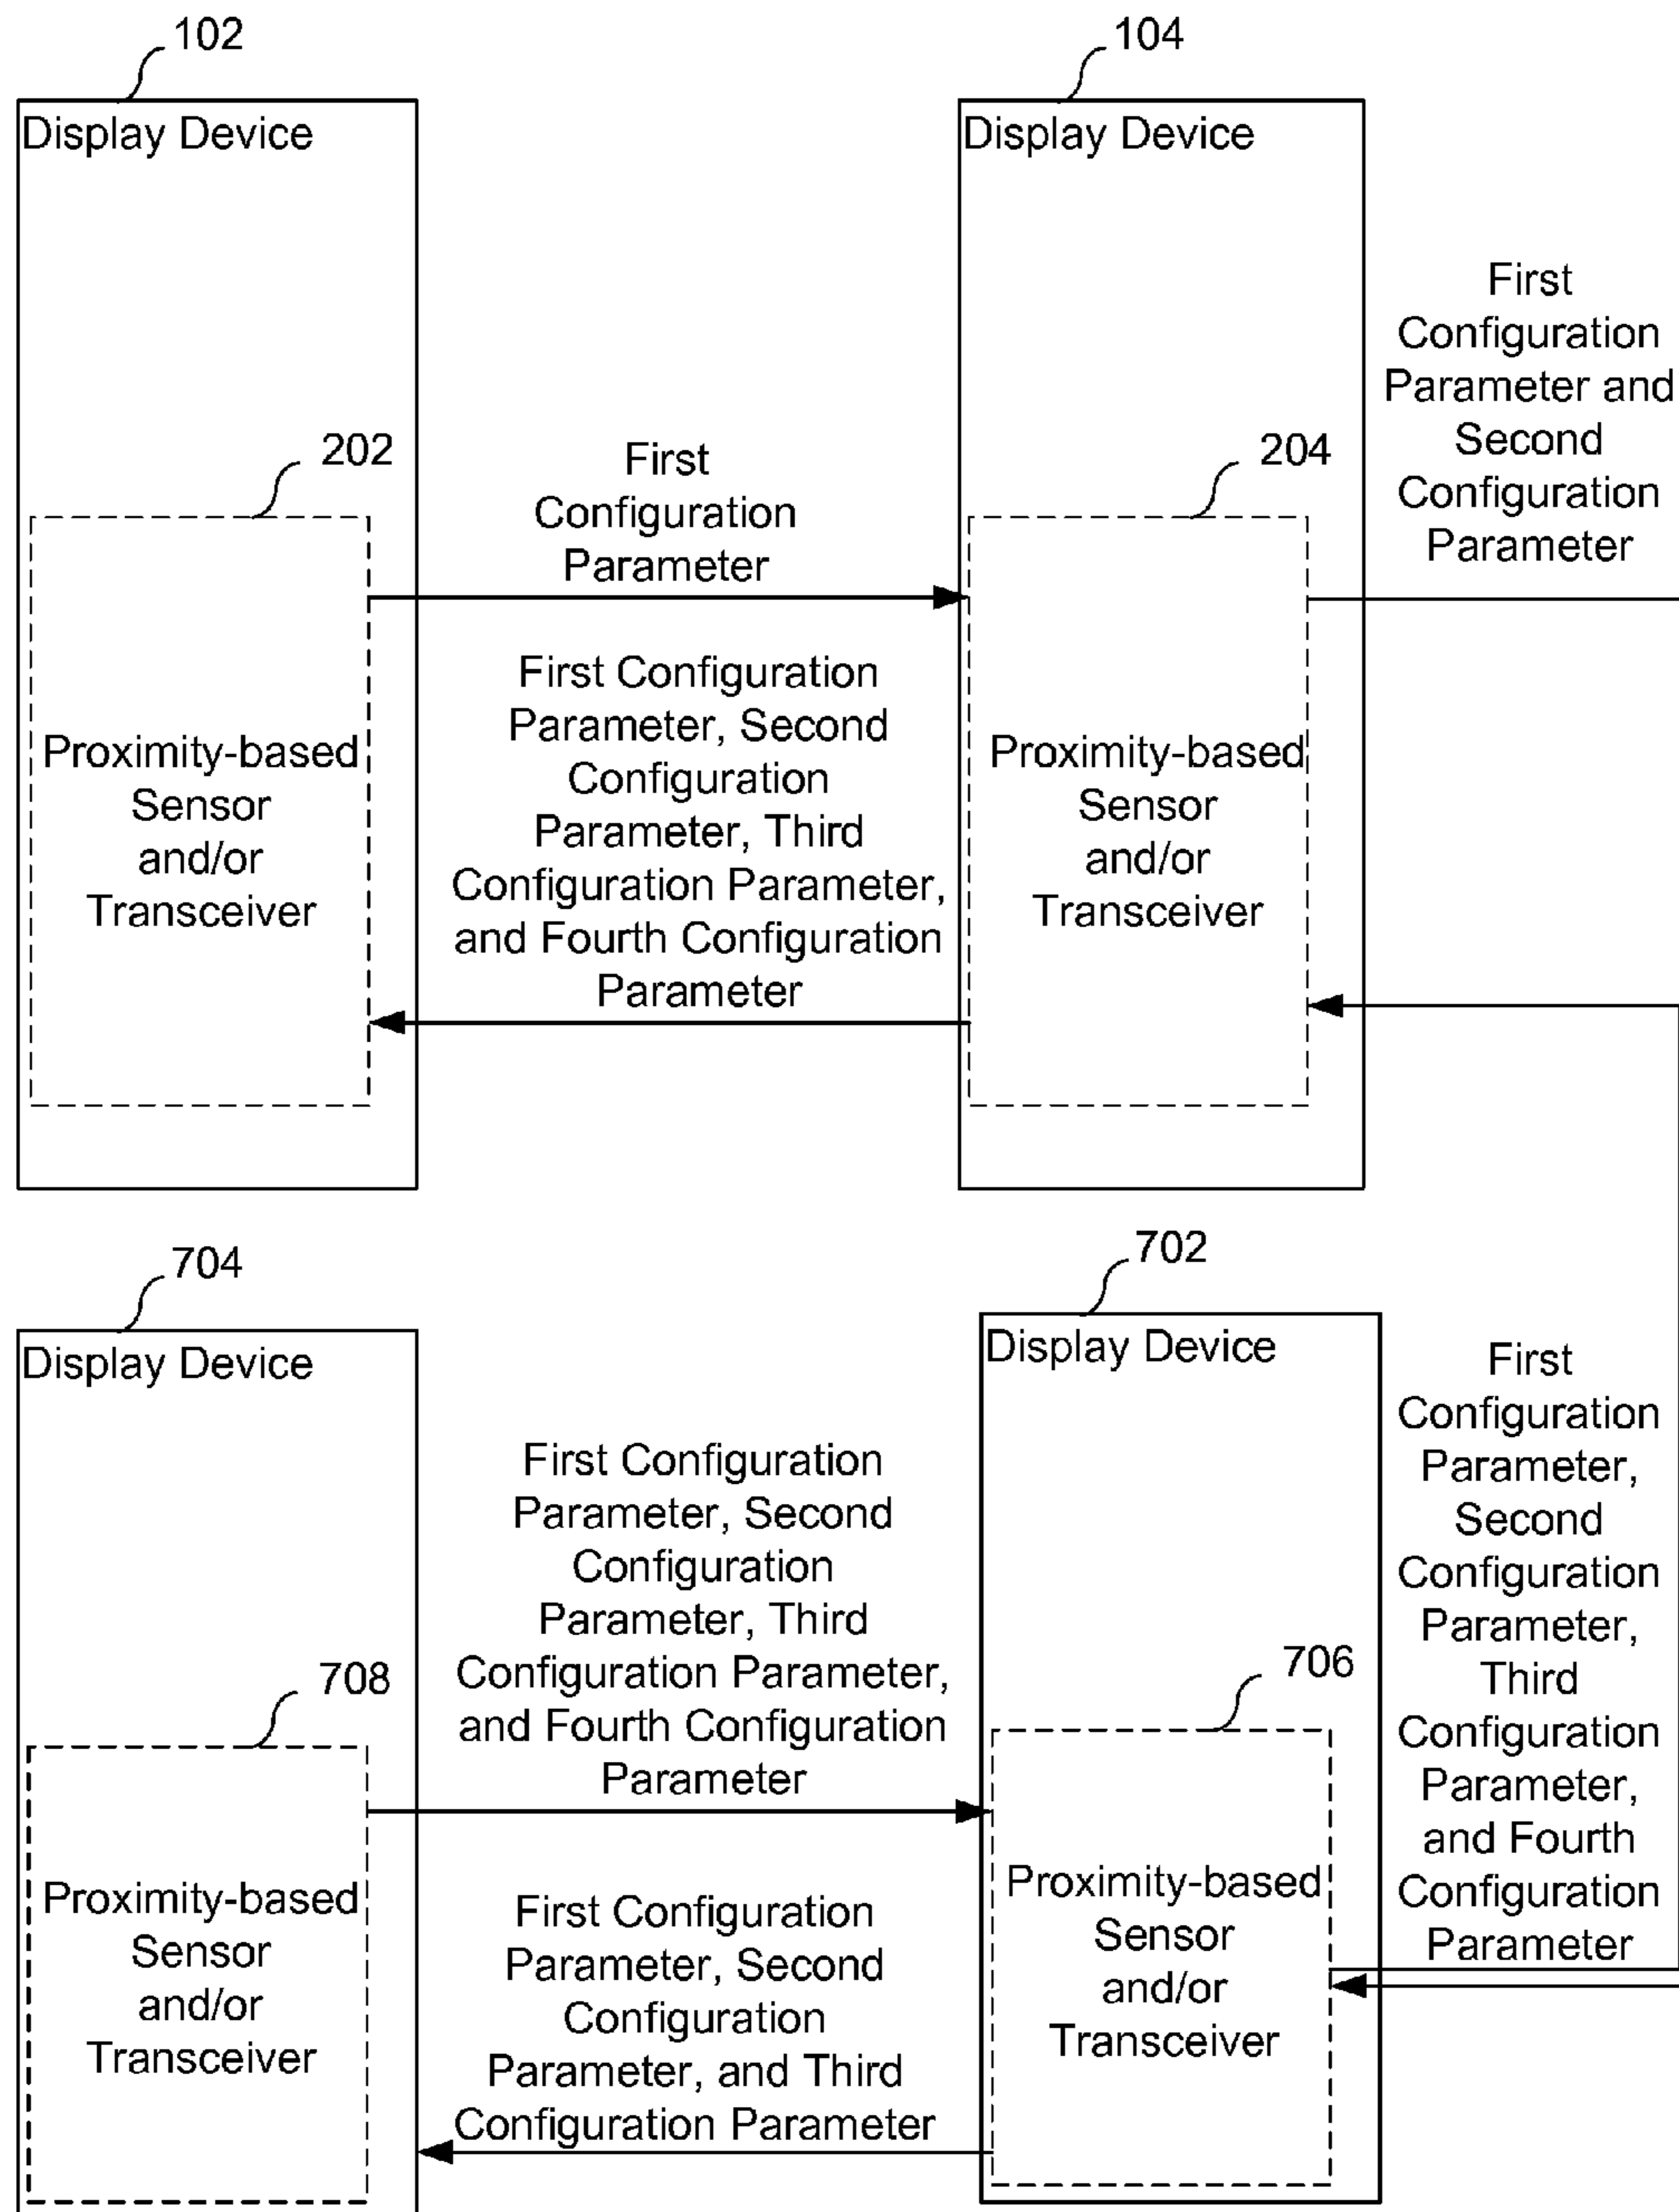 102
104
Display Device
Display Device
First
Configuration
Parameter and
Second
Configuration
Parameter
202
First
Configuration
Parameter
204
First Configuration
Parameter, Second
Configuration
Parameter, Third
Configuration Parameter,
and Fourth Configuration
Parameter
Proximity-based
Sensor
and/or
Transceiver
Proximity-based
Sensor
and/or
Transceiver
704
702
Display Device
Display Device
First Configuration
Parameter, Second
Configuration
Parameter, Third
Configuration Parameter,
and Fourth Configuration
Parameter
First
Configuration
Parameter,
Second
Configuration
Parameter,
Third
Configuration
Parameter,
and Fourth
Configuration
Parameter
708
706
Proximity-based
Sensor
and/or
Transceiver
First Configuration
Parameter, Second
Configuration
Parameter, and Third
Configuration Parameter
Proximity-based
Sensor
and/or
Transceiver